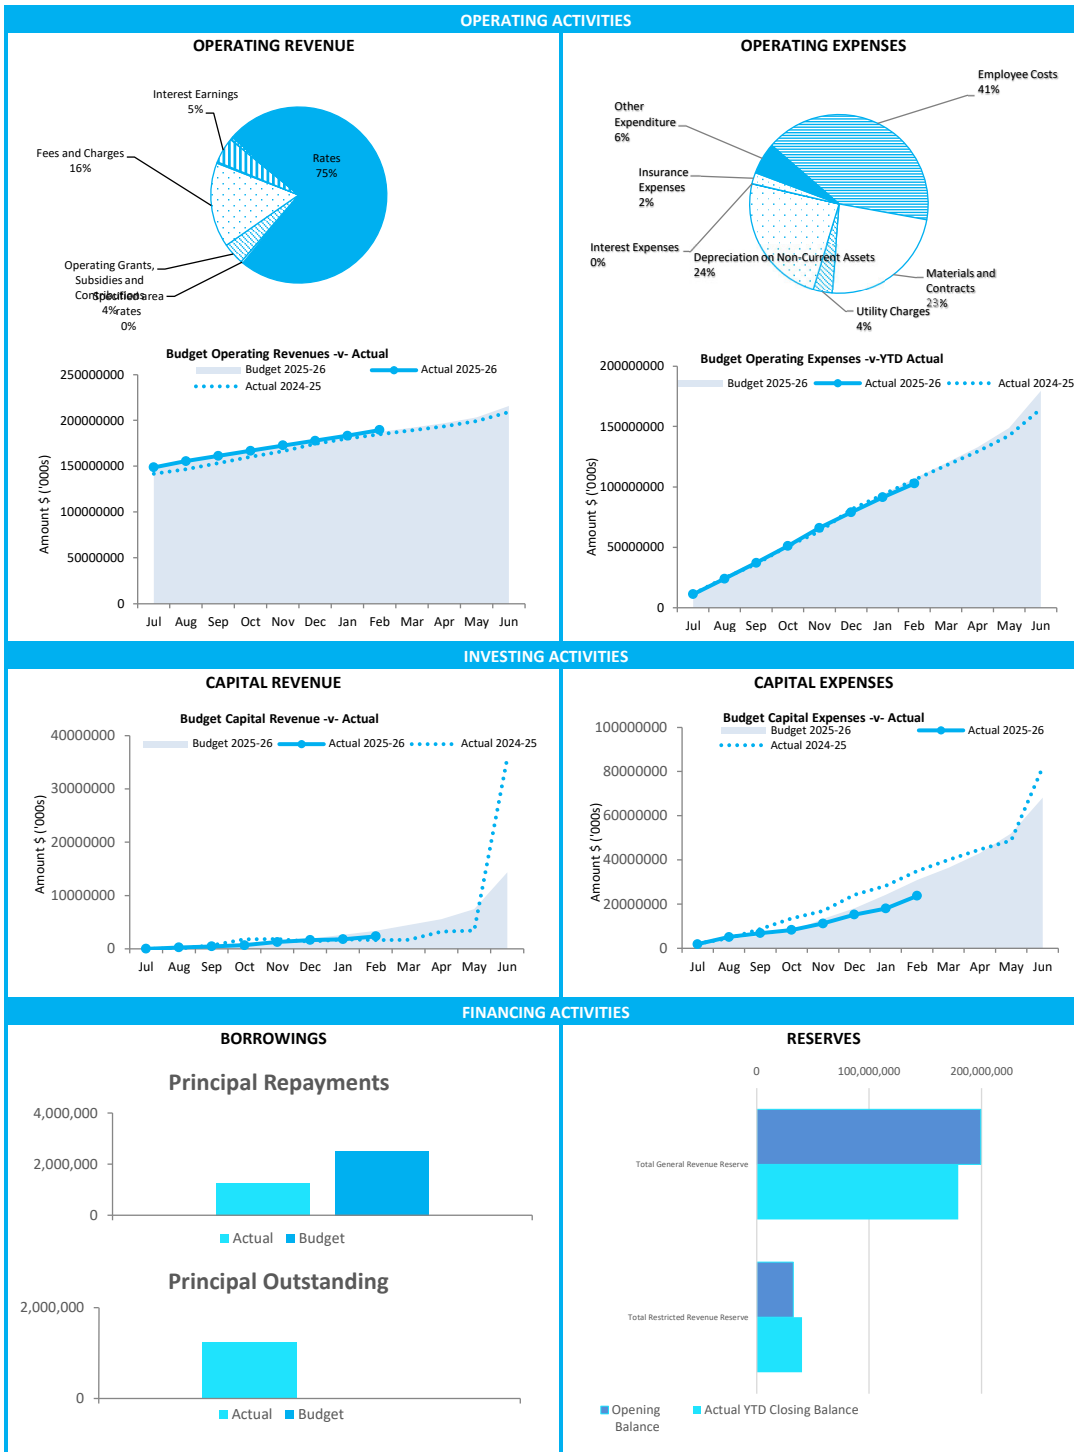 OPERATING ACTIVITIES
OPERATING REVENUE
Interest Earnings
5%
Fees and Charges
16%
Rates
75%
Operating Grants,
Subsidies and
Contributions
4%
Specified area
rates
0%
Budget Operating Revenues -v- Actual
Budget 2025-26
Actual 2025-26
Actual 2024-25
Amount $ ('000s)
250000000
200000000
150000000
100000000
50000000
0
Jul Aug Sep Oct Nov Dec Jan Feb Mar Apr May Jun
OPERATING EXPENSES
Employee Costs
41%
Other
Expenditure
6%
Insurance
Expenses
2%
Interest Expenses
0%
Depreciation on Non-Current Assets
24%
Materials and
Contracts
23%
Utility Charges
4%
Budget Operating Expenses -v-YTD Actual
Budget 2025-26
Actual 2025-26
Actual 2024-25
Amount $ ('000s)
200000000
150000000
100000000
50000000
0
Jul Aug Sep Oct Nov Dec Jan Feb Mar Apr May Jun
INVESTING ACTIVITIES
CAPITAL REVENUE
Budget Capital Revenue -v- Actual
Budget 2025-26
Actual 2025-26
Actual 2024-25
Amount $ ('000s)
40000000
30000000
20000000
10000000
0
Jul Aug Sep Oct Nov Dec Jan Feb Mar Apr May Jun
CAPITAL EXPENSES
Budget Capital Expenses -v- Actual
Budget 2025-26
Actual 2025-26
Actual 2024-25
Amount $ ('000s)
100000000
80000000
60000000
40000000
20000000
0
Jul Aug Sep Oct Nov Dec Jan Feb Mar Apr May Jun
FINANCING ACTIVITIES
BORROWINGS
Principal Repayments
4,000,000
2,000,000
0
Actual
Budget
Principal Outstanding
2,000,000
0
Actual
Budget
RESERVES
0
100,000,000
200,000,000
Total General Revenue Reserve
Total Restricted Revenue Reserve
Opening
Balance
Actual YTD Closing Balance